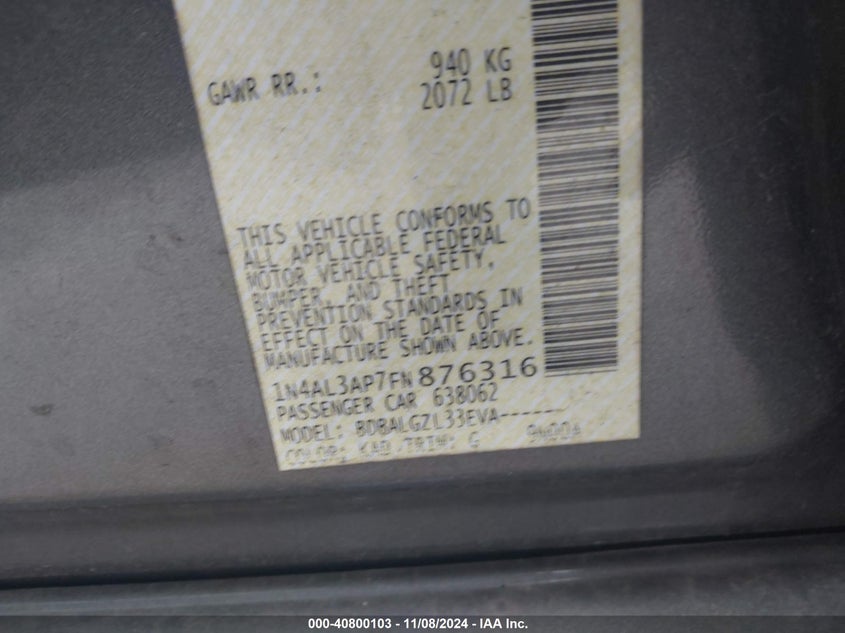 GAWR RR.: 940 KG
2072 LB
THIS VEHICLE CONFORMS TO
ALL APPLICABLE FEDERAL
MOTOR VEHICLE SAFETY,
BUMPER, AND THEFT
PREVENTION STANDARDS IN
EFFECT ON THE DATE OF
MANUFACTURE SHOWN ABOVE.
1N4AL3AP7FN876316
PASSENGER CAR 638062
MODEL: BDBALGZL33EVA------
COLOR: KAD TRIM: G
000-40800103 - 11/08/2024 - IAA Inc.